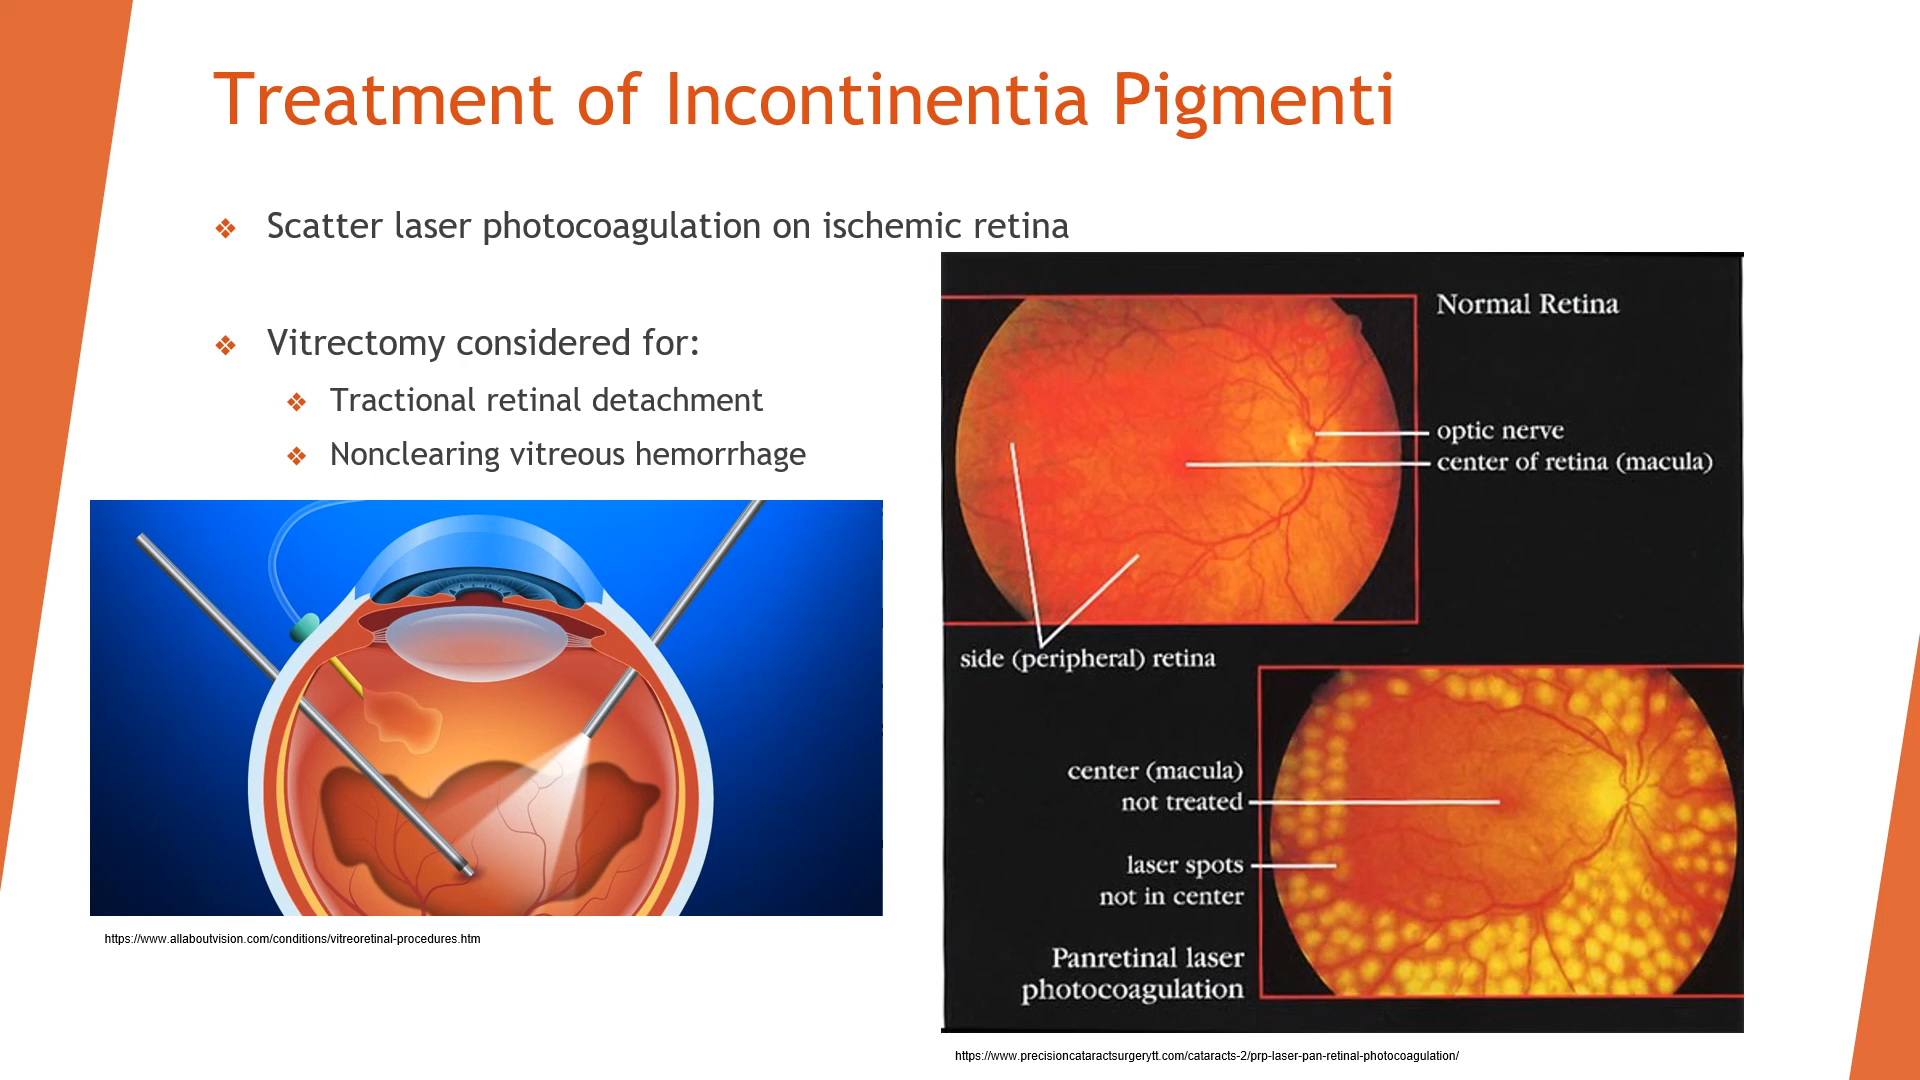 Treatment of Incontinentia Pigmenti
Scatter laser photocoagulation on ischemic retina
Vitrectomy considered for:
Tractional retinal detachment
Nonclearing vitreous hemorrhage
https://www.allaboutvision.com/conditions/vitreoretinal-procedures.htm
Normal Retina
optic nerve
center of retina (macula)
side (peripheral) retina
center (macula)
not treated
laser spots
not in center
Panretinal laser
photocoagulation
https://www.precisioncataractsurgerytt.com/cataracts-2/prp-laser-pan-retinal-photocoagulation/